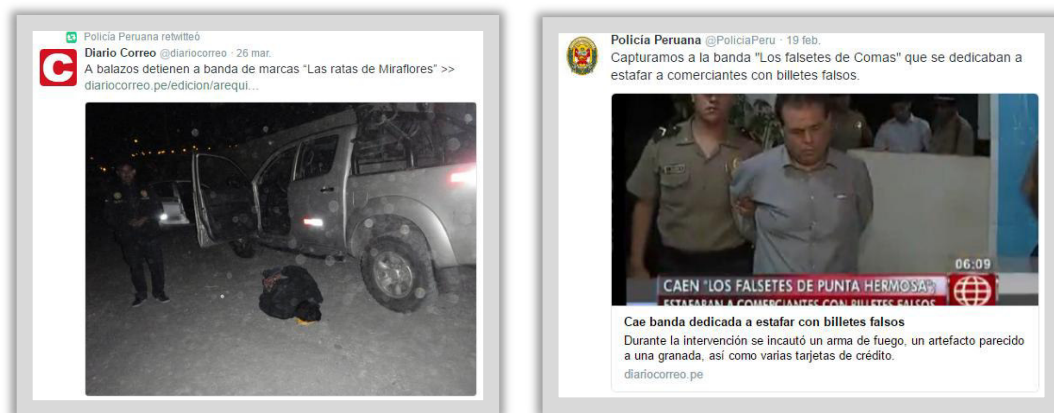 Policía Peruana retwitteó
Diario Correo @diariocorreo · 26 mar.
A balazos detienen a banda de marcas “Las ratas de Miraflores” >>
diariocorreo.pe/edicion/arequi...
Policía Peruana @PoliciaPeru · 19 feb.
Capturamos a la banda "Los falsetes de Comas" que se dedicaban a
estafar a comerciantes con billetes falsos.
06:09
CAEN "LOS FALSETES DE PUNTA HERMOSA":
ESTAFABAN A COMERCIANTES CON BILLETES FALSOS
Cae banda dedicada a estafar con billetes falsos
Durante la intervención se incautó un arma de fuego, un artefacto parecido
a una granada, así como varias tarjetas de crédito.
diariocorreo.pe